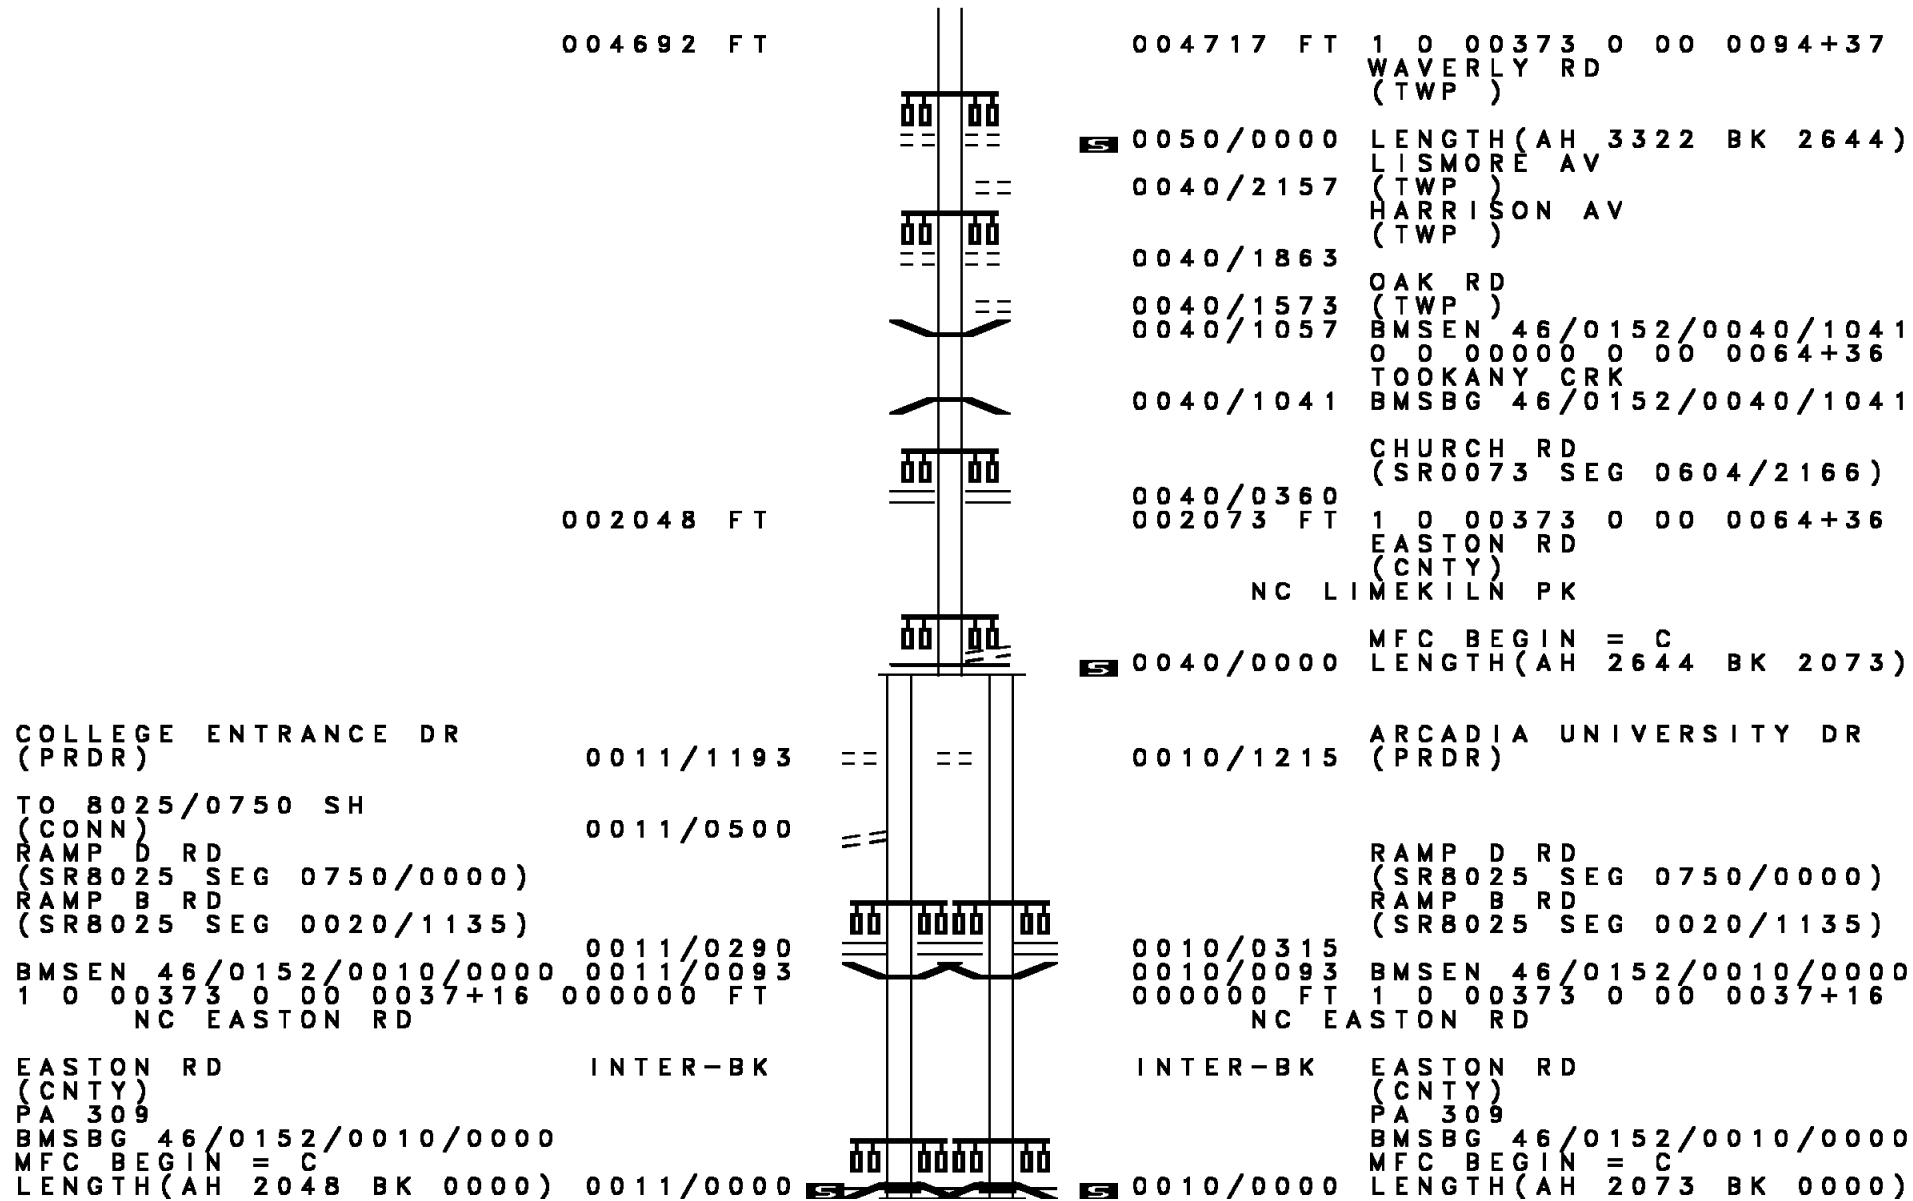 004692 FT 004717 FT 1 0 00373 0 00 0094+37
WAVERLY RD
(TWP )
S 0050/0000 LENGTH(AH 3322 BK 2644)
LISMORE AV
0040/2157 (TWP )
HARRISON AV
(TWP )
0040/1863
OAK RD
0040/1573 (TWP )
0040/1057 BMSEN 46/0152/0040/1041
0 0 00000 0 00 0064+36
TOOKANY CRK
0040/1041 BMSBG 46/0152/0040/1041
CHURCH RD
(SR0073 SEG 0604/2166)
0040/0360
002048 FT 002073 FT 1 0 00373 0 00 0064+36
EASTON RD
(CNTY)
NC LIMEKILN PK
MFC BEGIN = C
S 0040/0000 LENGTH(AH 2644 BK 2073)
COLLEGE ENTRANCE DR ARCADIA UNIVERSITY DR
(PRDR) 0011/1193 0010/1215 (PRDR)
TO 8025/0750 SH
(CONN) 0011/0500
RAMP D RD RAMP D RD
(SR8025 SEG 0750/0000) (SR8025 SEG 0750/0000)
RAMP B RD RAMP B RD
(SR8025 SEG 0020/1135) (SR8025 SEG 0020/1135)
0011/0290 0010/0315
BMSEN 46/0152/0010/0000 0011/0093 0010/0093 BMSEN 46/0152/0010/0000
1 0 00373 0 00 0037+16 000000 FT 000000 FT 1 0 00373 0 00 0037+16
NC EASTON RD NC EASTON RD
EASTON RD INTER-BK INTER-BK EASTON RD
(CNTY) (CNTY)
PA 309 PA 309
BMSBG 46/0152/0010/0000 BMSBG 46/0152/0010/0000
MFC BEGIN = C MFC BEGIN = C
LENGTH(AH 2048 BK 0000) 0011/0000 S S 0010/0000 LENGTH(AH 2073 BK 0000)